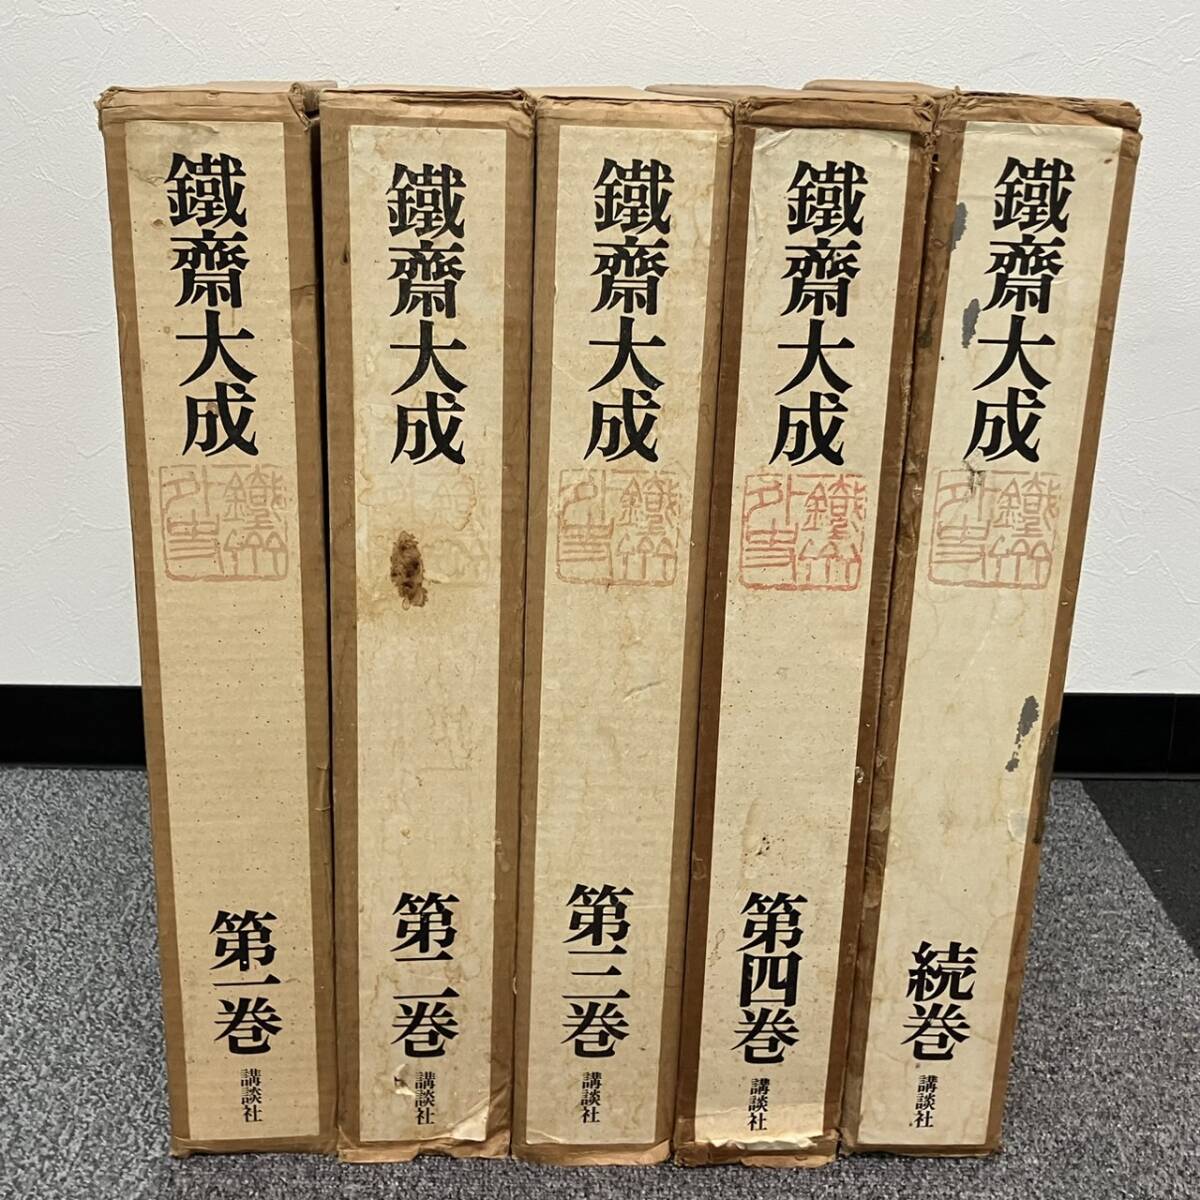 鐵齋大成
第一巻
講談社
鐵齋大成
第二巻
講談社
鐵齋大成
第三巻
講談社
鐵齋大成
第四巻
講談社
鐵齋大成
続巻
講談社